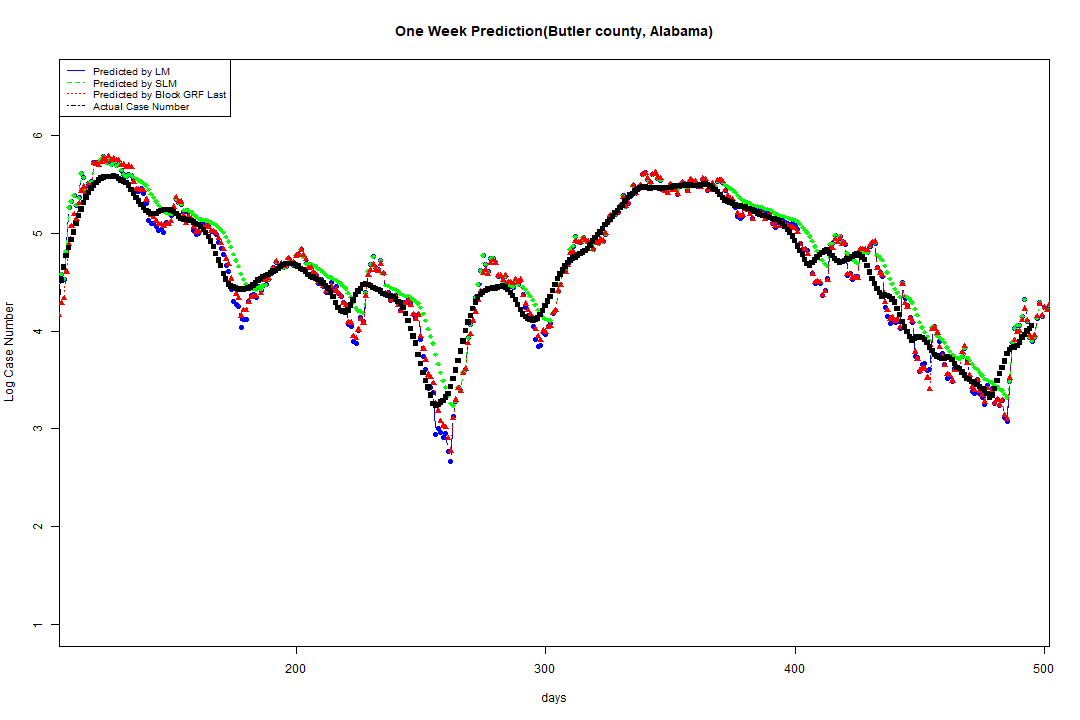 One Week Prediction(Butler county, Alabama)
Predicted by LM
Predicted by SLM
Predicted by Block GRF Last
Actual Case Number
6
5
4
3
2
1
Log Case Number
200
300
400
500
days